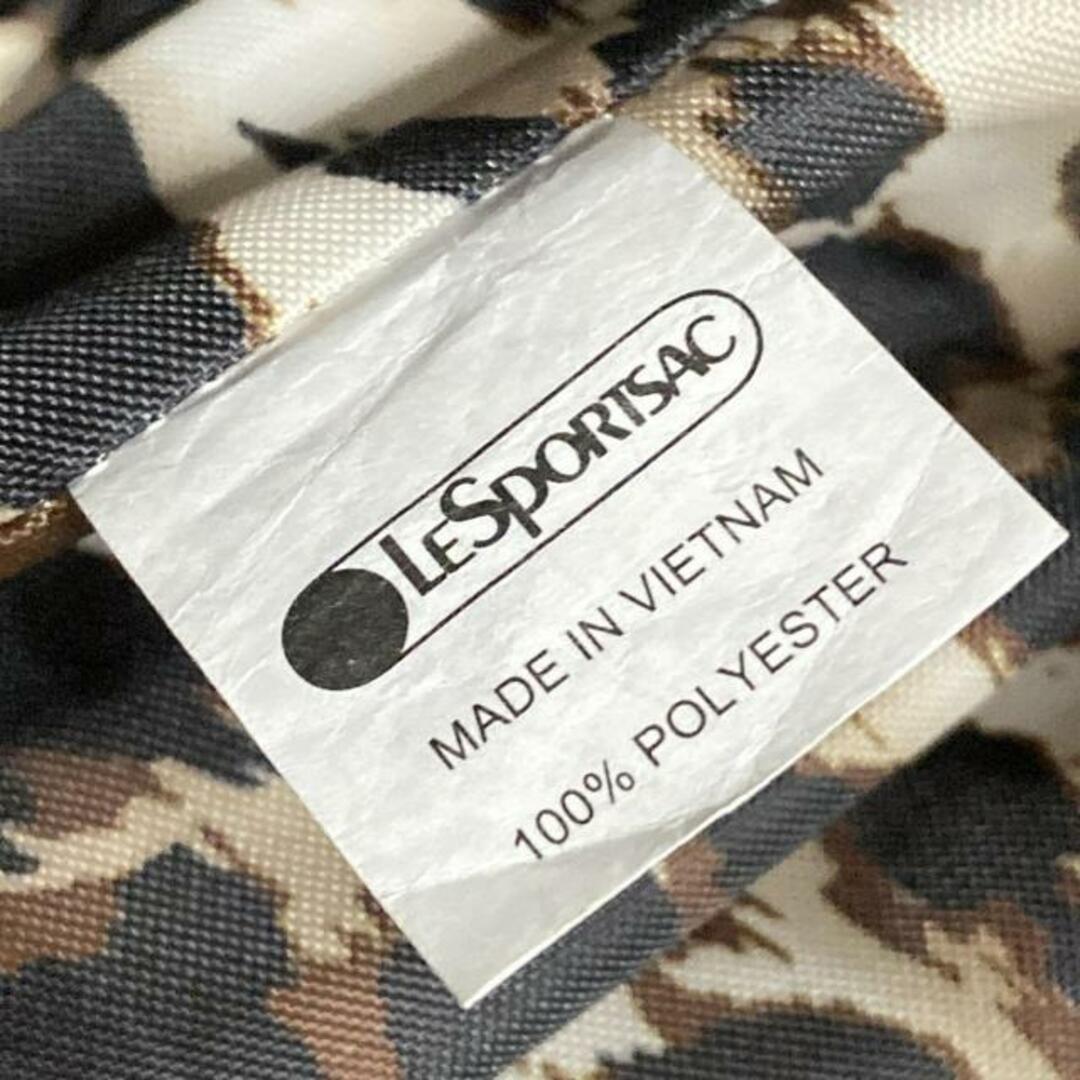 LESPORTSAC
MADE IN VIETNAM
100% POLYESTER